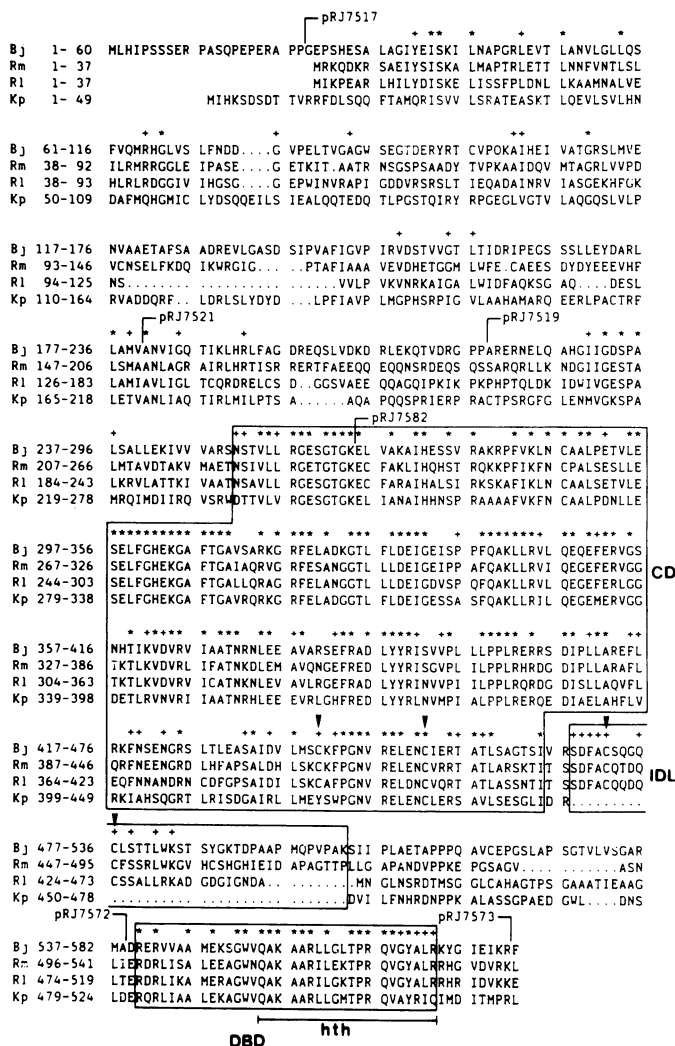 pRJ7517
+ ** * + * *
Bj 1- 60 MLHIPSSSER PASQPEPERA PPGEPSHESA LAGIYEISKI LNAPGRLEVT LANVLGLLQS
Rm 1- 37 MRKQDKRS AEIYSISKA LMAPTRLETT LNNFVNTLSL
Rl 1- 37 MIKPEAR LHILYDISKE LISSFPLDNL LKAAMNALVE
Kp 1- 49 MIHKSDSDT TVRRFDLSQQ FTAMQRISVV LSRATEASKT LQEVLSVLHN
+ * + + ++ *
Bj 61-116 FVQMRHGLVS LFNDD....G VPELTVGAGW SEGTDERYRT CVPQKAIHEI VATGRSLMVE
Rm 38- 92 ILRMRRGGLE IPASE....G ETKITA.ATR NSGSPSAADY TVPKAAIDQV MTAGRLVVPD
Rl 38- 93 HLRLRDGGIV IHGSG....G EPWINVRAPI GDDVRSRSLT IEQADAINRV IASGEKHFGK
Kp 50-109 DAFMQHGMIC LYDSQQEILS IEALQQTEDQ TLPGSTQIRY RPGEGLVGTV LAQGQSLVLP
+ + +
Bj 117-176 NVAAETAFSA ADREVLGASD SIPVAFIGVP IRVDSTVVGT LTIDRIPEGS SSLLEYDARL
Rm 93-146 VCNSELFKDQ IKWRGIG... .PTAFIAAA VEVDHETGGM LWFE.CAEES DYDYEEEVHF
Rl 94-125 NS........ .......... ....VVLP VKVNRKAIGA LWIDFAQKSG AQ....DESL
Kp 110-164 RVADDQRF.. LDRLSLYDYD ..LPFIAVP LMGPHSRPIG VLAAHAMARQ EERLPACTRF
pRJ7521
pRJ7519
* + * + + * + *
Bj 177-236 LAMVANVIGQ TIKLHRLFAG DREQSLVDKD RLEKQTVDRG PPARERNELQ AHGIIGDSPA
Rm 147-206 LSMAANLAGR AIRLHRTISR RERTFAEEQQ EQQNSRDEQS QSSARQRLLK NDGIIGESTA
Rl 126-183 LAMIAVLIGL TCQRDRELCS D..GGSVAEE QQAGQIPKIK PKPHPTQLDK IDWIVGESPA
Kp 165-218 LETVANLIAQ TIRLMILPTS A......AQA PQQSPRIERP RACTPSRGFG LENMVGKSPA
pRJ7582
Bj 237-296 LSALLEKIVV VARSNSTVLL RGESGTGKEL VAKAIHESSV RAKRPFVKLN CAALPETVLE
Rm 207-266 LMTAVDTAKV MAETNSIVLL RGESGTGKEC FAKLIHQHST RQKKPFIKFN CPALSESLLE
Rl 184-243 LKRVLATTKI VAATNSAVLL RGESGTGKEC FARAIHALSI RKSKAFIKLN CAALSETVLE
Kp 219-278 MRQIMDIIRQ VSRWDTTVLV RGESGTGKEL IANAIHHNSP RAAAAFVKFN CAALPDNLLE
Bj 297-356 SELFGHEKGA FTGAVSARKG RFELADKGTL FLDEIGEISP PFQAKLLRVL QEQEFERVGS
Rm 267-326 SELFGHEKGA FTGAIAQRVG RFESANGGTL LLDEIGEIPP AFQAKLLRVI QEGEFERVGG
Rl 244-303 SELFGHEKGA FTGALLQRAG RFELANGGTL LLDEIGDVSP QFQAKLLRVL QEGEFERLGG
Kp 279-338 SELFGHEKGA FTGAVRQRKG RFELADGGTL FLDEIGESSA SFQAKLLRIL QEGEMERVGG
CD
Bj 357-416 NHTIKVDVRV IAATNRNLEE AVARSEFRAD LYYRISVVPL LLPPLRERRS DIPLLAREFL
Rm 327-386 TKTLKVDVRL IFATNKDLEM AVQNGEFRAD LYYRISGVPL ILPPLRHRDG DIPLLARAFL
Rl 304-363 TKTLKVDVRV ICATNKNLEV AVLRGEFRAD LYYRINVVPI ILPPLRQRDG DISLLAQVFL
Kp 339-398 DETLRVNVRI IAATNRHLEE EVRLGHFRED LYYRLNVMPI ALPPLRERQE DIAELAHFLV
Bj 417-476 RKFNSENGRS LTLEASAIDV LMSCKFPGNV RELENCIERT ATLSAGTSIV RSSDFACSQGQ
Rm 387-446 QRFNEENGRD LHFAPSALDH LSKCKFPGNV RELENCVRRT ATLARSKTIT SSDFACQTDQ
Rl 364-423 EQFNNANDRN CDFGPSAIDI LSKCAFPGNV RELDNCVQRT ATLASSNTIT SSDFACQQDQ
Kp 399-449 RKIAHSQGRT LRISDGAIRL LMEYSWPGNV RELENCLERS AVLSESGLID R.........
IDL
+ + + * +
Bj 477-536 CLSTTLWKST SYGKTDPAAP MQPVPAKSII PLAETAPPPQ AVCEPGSLAP SGTVLVSGAR
Rm 447-495 CFSSRLWKGV HCSHGHIEID APAGTTPLLG APANDVPPKE PGSAGV.... .....ASN
Rl 424-473 CSSALLRKAD GDGIGNDA.. ........MN GLNSRDTMSG GLCAHAGTPS GAAATIEAAG
Kp 450-478 .......... .......... .......DVI LFNHRDNPPK ALASSGPAED GWL....DNS
pRJ7572
pRJ7573
Bj 537-582 MADRERVVAA MEKSGWVQAK AARLLGLTPR QVGYALRKYG IEIKRF
Rm 496-541 LIERDRLISA LEEAGWNQAK AARILEKTPR QVGYALRRHG VDVRKL
Rl 474-519 LTERDRLIKA MERAGWVQAK AARLLGKTPR QVGYALRRHR IDVKKE
Kp 479-524 LDERQRLIAA LEKAGWVQAK AARLLGMTPR QVAYRIQIMD ITMPRL
hth
DBD